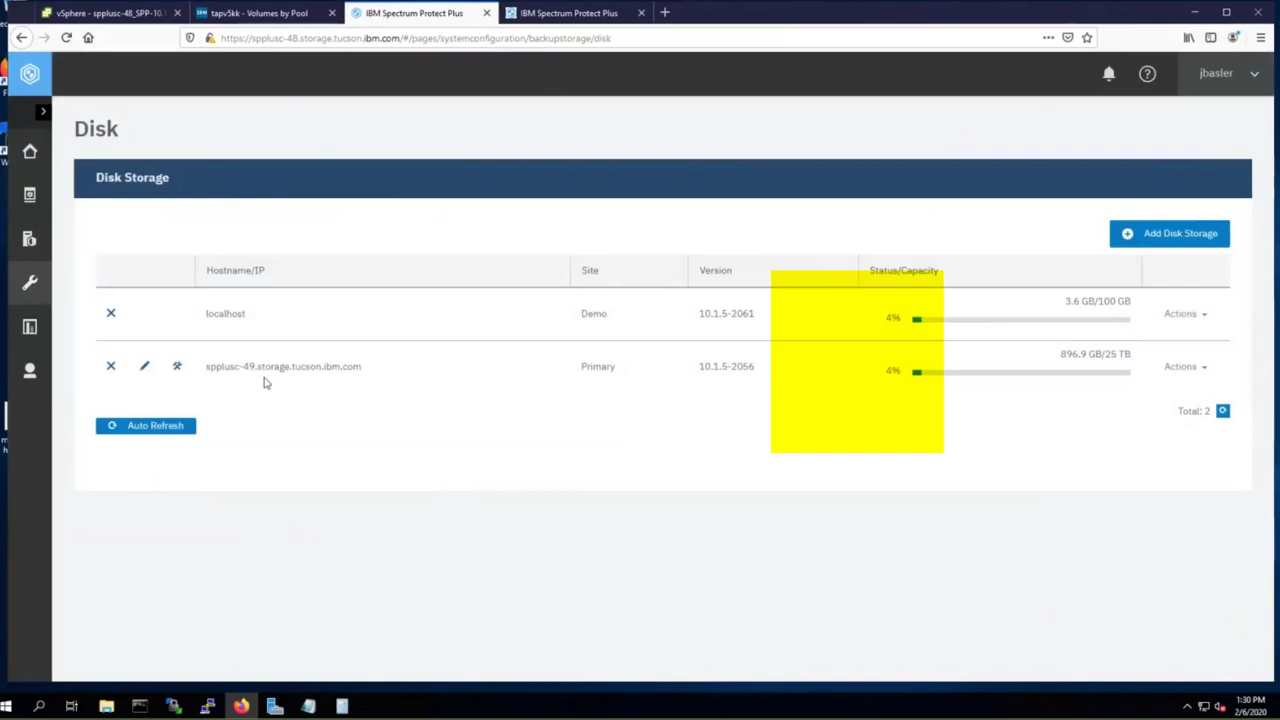 vSphere - spplusc-48_SPP-10.
tapv5kk - Volumes by Pool
IBM Spectrum Protect Plus
IBM Spectrum Protect Plus
https://spplusc-48.storage.tucson.ibm.com/#/pages/systemconfiguration/backupstorage/disk
jbasler
Disk
Disk Storage
Add Disk Storage
Hostname/IP Site Version Status/Capacity
localhost Demo 10.1.5-2061 4% 3.6 GB/100 GB Actions
spplusc-49.storage.tucson.ibm.com Primary 10.1.5-2056 4% 896.9 GB/25 TB Actions
Total: 2
Auto Refresh
1:30 PM
2/6/2020